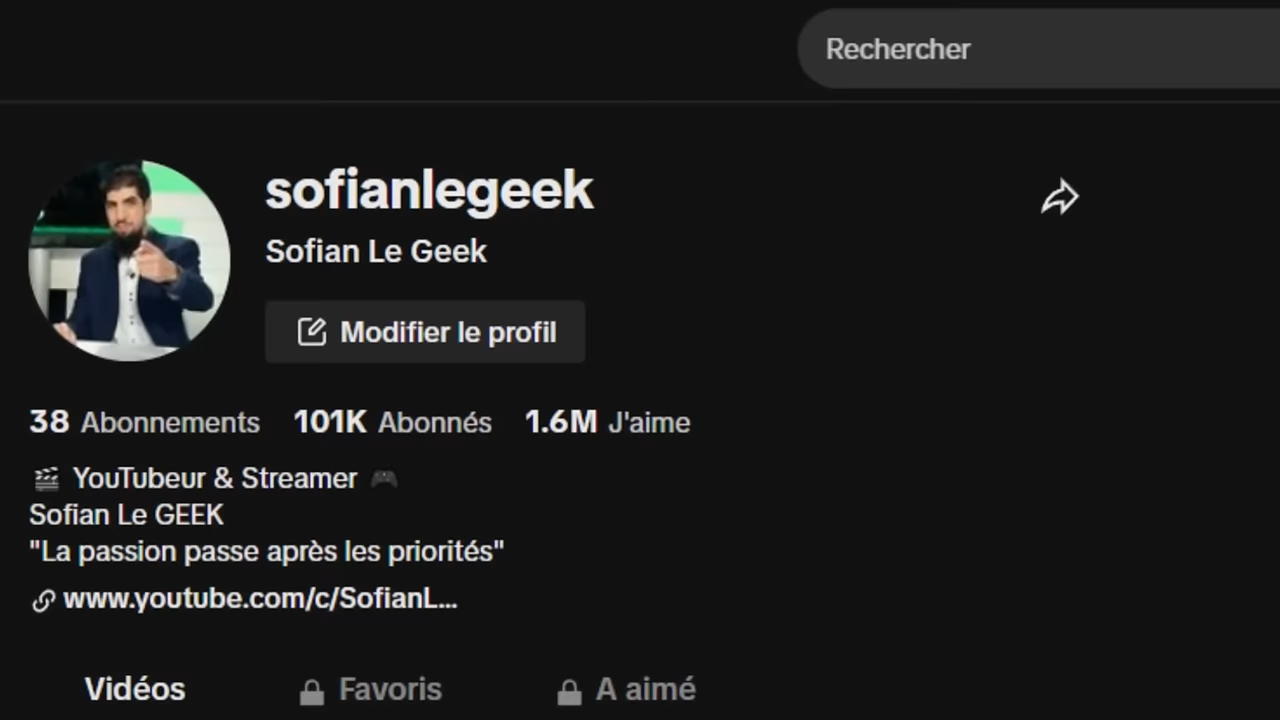 Rechercher
sofianlegeek
Sofian Le Geek
Modifier le profil
38 Abonnements 101K Abonnés 1.6M J'aime
🎬 YouTubeur & Streamer 🎮
Sofian Le GEEK
"La passion passe après les priorités"
www.youtube.com/c/SofianL...
Vidéos Favoris A aimé